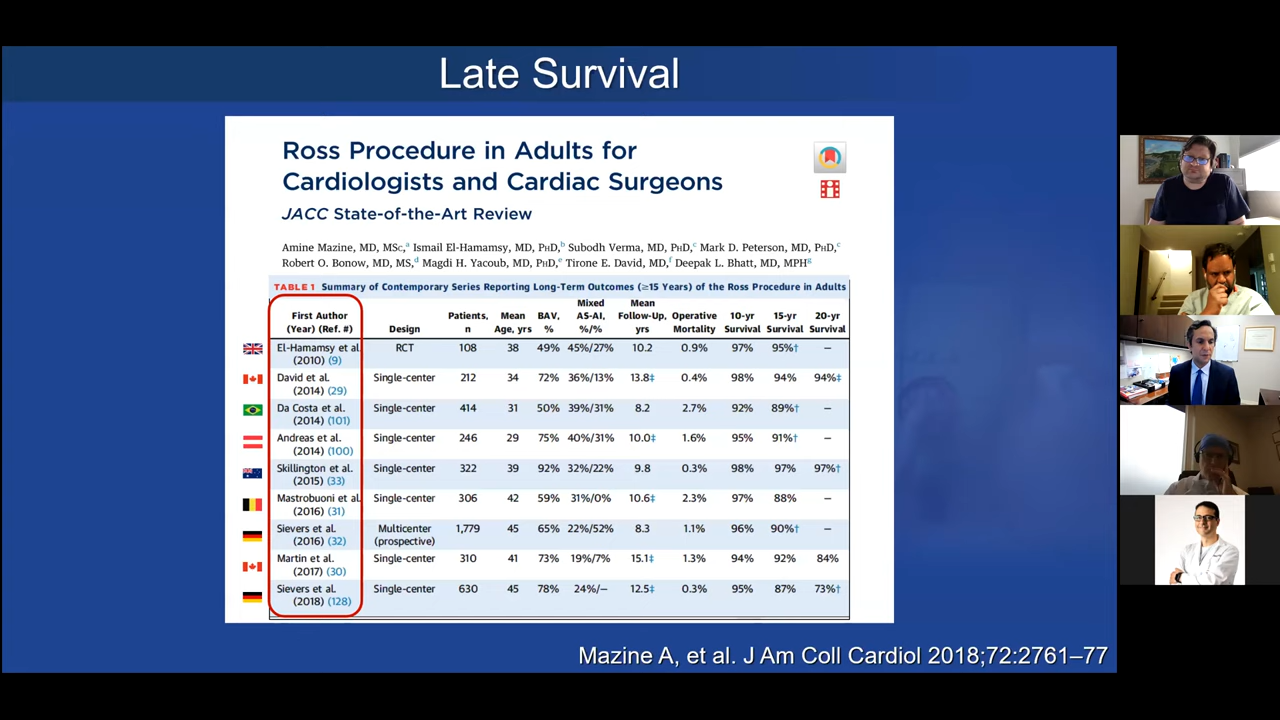 Late Survival
Ross Procedure in Adults for
Cardiologists and Cardiac Surgeons
JACC State-of-the-Art Review
Amine Mazine, MD, MSc,a Ismail El-Hamamsy, MD, PhD,b Subodh Verma, MD, PhD,c Mark D. Peterson, MD, PhD,c
Robert O. Bonow, MD, MS,d Magdi H. Yacoub, MD, PhD,e Tirone E. David, MD,f Deepak L. Bhatt, MD, MPHg
TABLE 1 Summary of Contemporary Series Reporting Long-Term Outcomes (≥15 Years) of the Ross Procedure in Adults
First Author (Year) (Ref. #) Design Patients, n Mean Age, yrs BAV, % Mixed AS-AI, %/% Mean Follow-Up, yrs Operative Mortality 10-yr Survival 15-yr Survival 20-yr Survival
El-Hamamsy et al. (2010) (9) RCT 108 38 49% 45%/27% 10.2 0.9% 97% 95%† –
David et al. (2014) (29) Single-center 212 34 72% 36%/13% 13.8‡ 0.4% 98% 94% 94%‡
Da Costa et al. (2014) (101) Single-center 414 31 50% 39%/31% 8.2 2.7% 92% 89%† –
Andreas et al. (2014) (100) Single-center 246 29 75% 40%/31% 10.0‡ 1.6% 95% 91%† –
Skillington et al. (2015) (33) Single-center 322 39 92% 32%/22% 9.8 0.3% 98% 97% 97%†
Mastrobuoni et al. (2016) (31) Single-center 306 42 59% 31%/0% 10.6‡ 2.3% 97% 88% –
Sievers et al. (2016) (32) Multicenter (prospective) 1,779 45 65% 22%/52% 8.3 1.1% 96% 90%† –
Martin et al. (2017) (30) Single-center 310 41 73% 19%/7% 15.1‡ 1.3% 94% 92% 84%
Sievers et al. (2018) (128) Single-center 630 45 78% 24%/– 12.5‡ 0.3% 95% 87% 73%†
Mazine A, et al. J Am Coll Cardiol 2018;72:2761–77